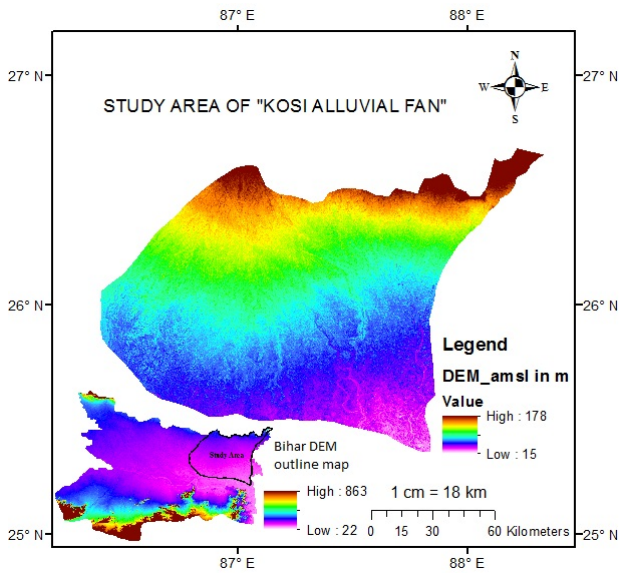 87° E 88° E
27° N 27° N
N
W E
S
STUDY AREA OF "KOSI ALLUVIAL FAN"
26° N 26° N
Legend
DEM_amsl in m
Value
High : 178
Low : 15
Study Area
Bihar DEM
outline map
High : 863
Low : 22
1 cm = 18 km
0 15 30 60 Kilometers
25° N 25° N
87° E 88° E